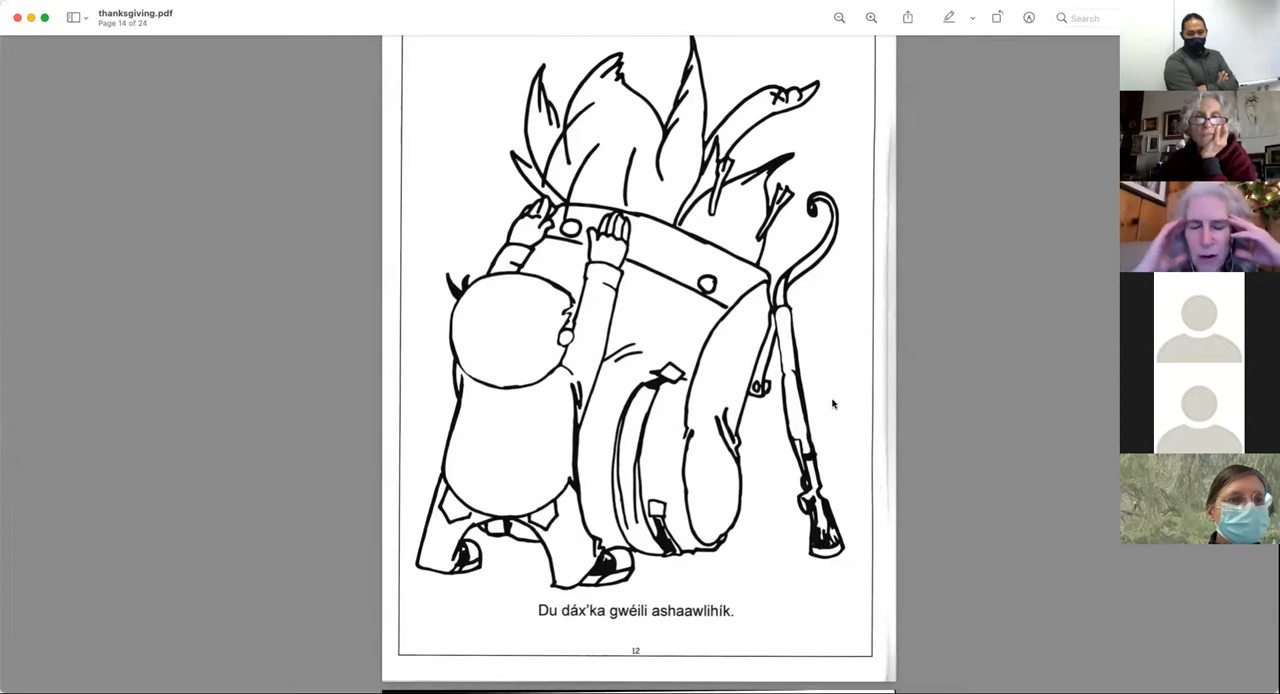 thanksgiving.pdf
Page 14 of 24
Search
Du dáx'ka gwéili ashaawlihík.
12